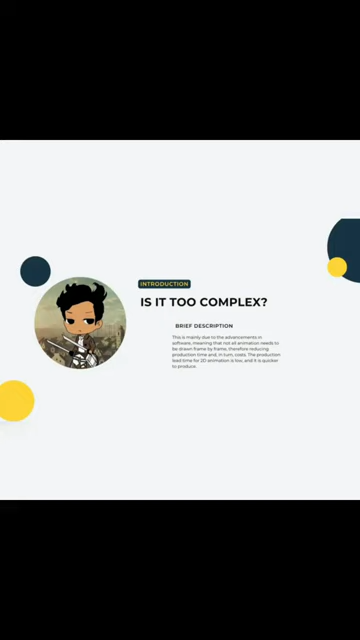 INTRODUCTION
IS IT TOO COMPLEX?
BRIEF DESCRIPTION
This is mainly due to the advancements in
software, meaning that not all animation needs to
be drawn frame by frame, therefore reducing
production time and, in turn, costs. The production
lead time for 2D animation is low, and it is quicker
to produce.